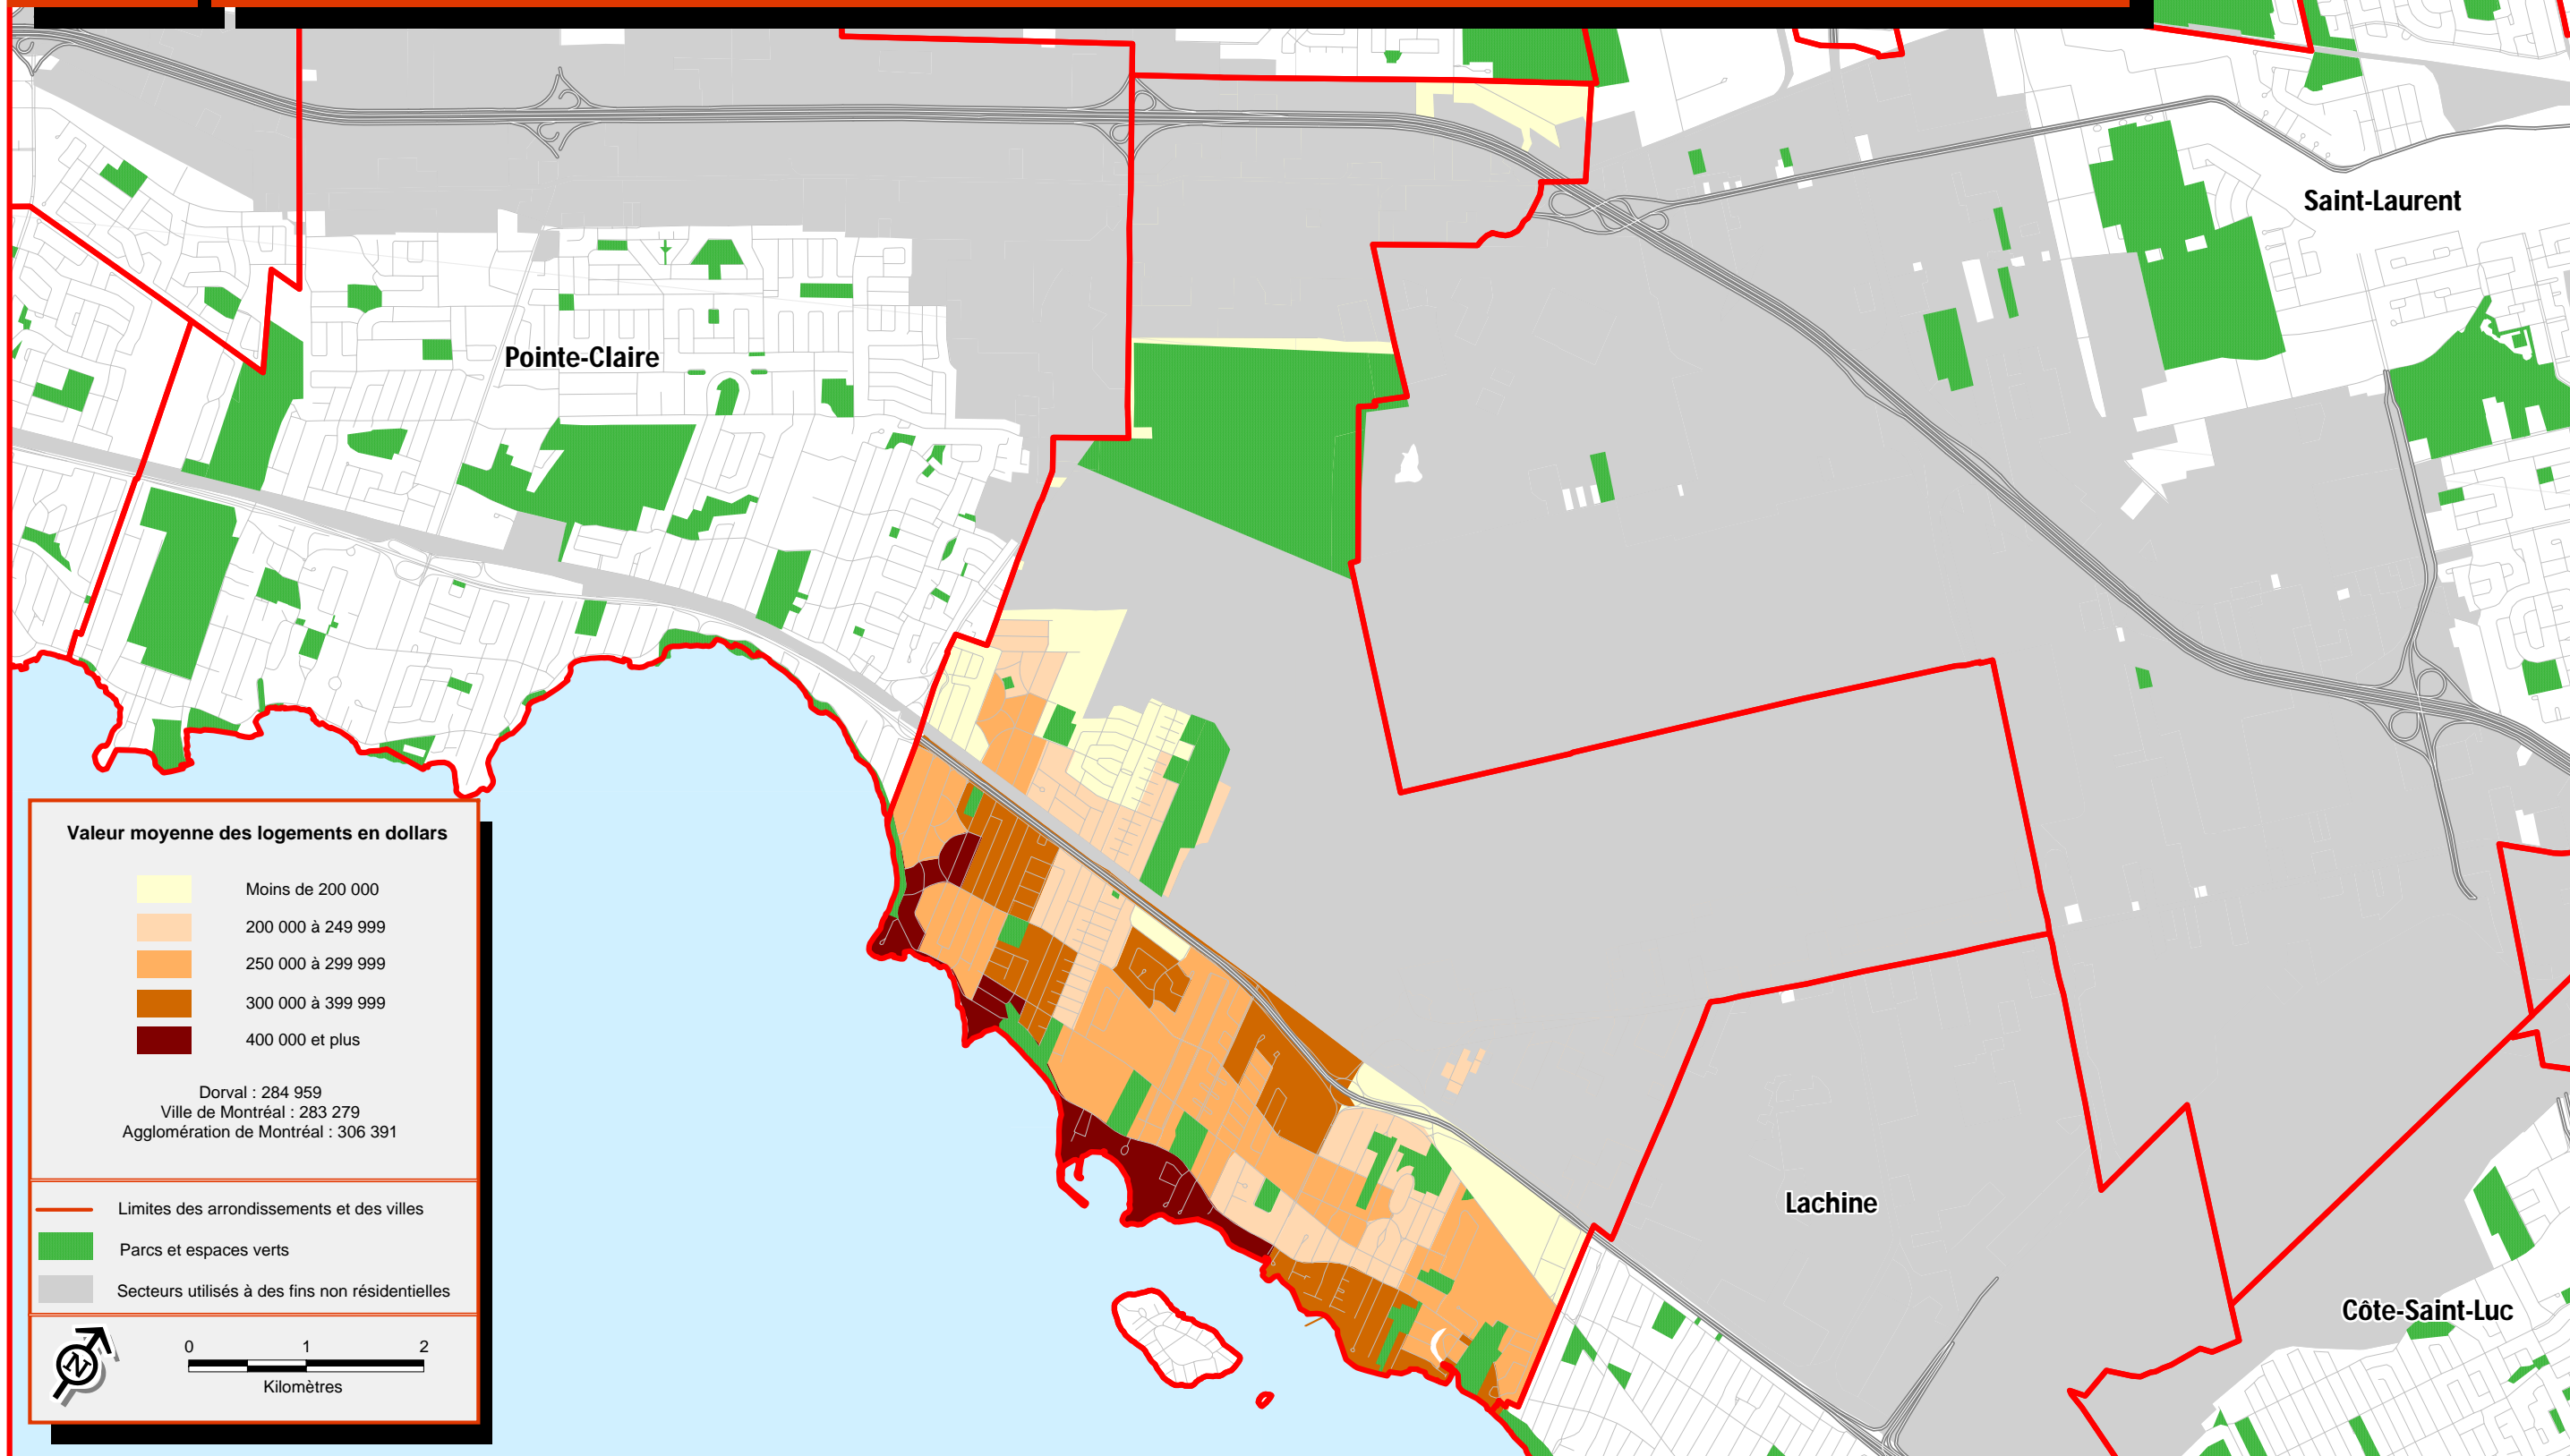 Saint-Laurent
Pointe-Claire
Lachine
Côte-Saint-Luc
Valeur moyenne des logements en dollars
Moins de 200 000
200 000 à 249 999
250 000 à 299 999
300 000 à 399 999
400 000 et plus
Dorval : 284 959
Ville de Montréal : 283 279
Agglomération de Montréal : 306 391
Limites des arrondissements et des villes
Parcs et espaces verts
Secteurs utilisés à des fins non résidentielles
N
0 1 2
Kilomètres